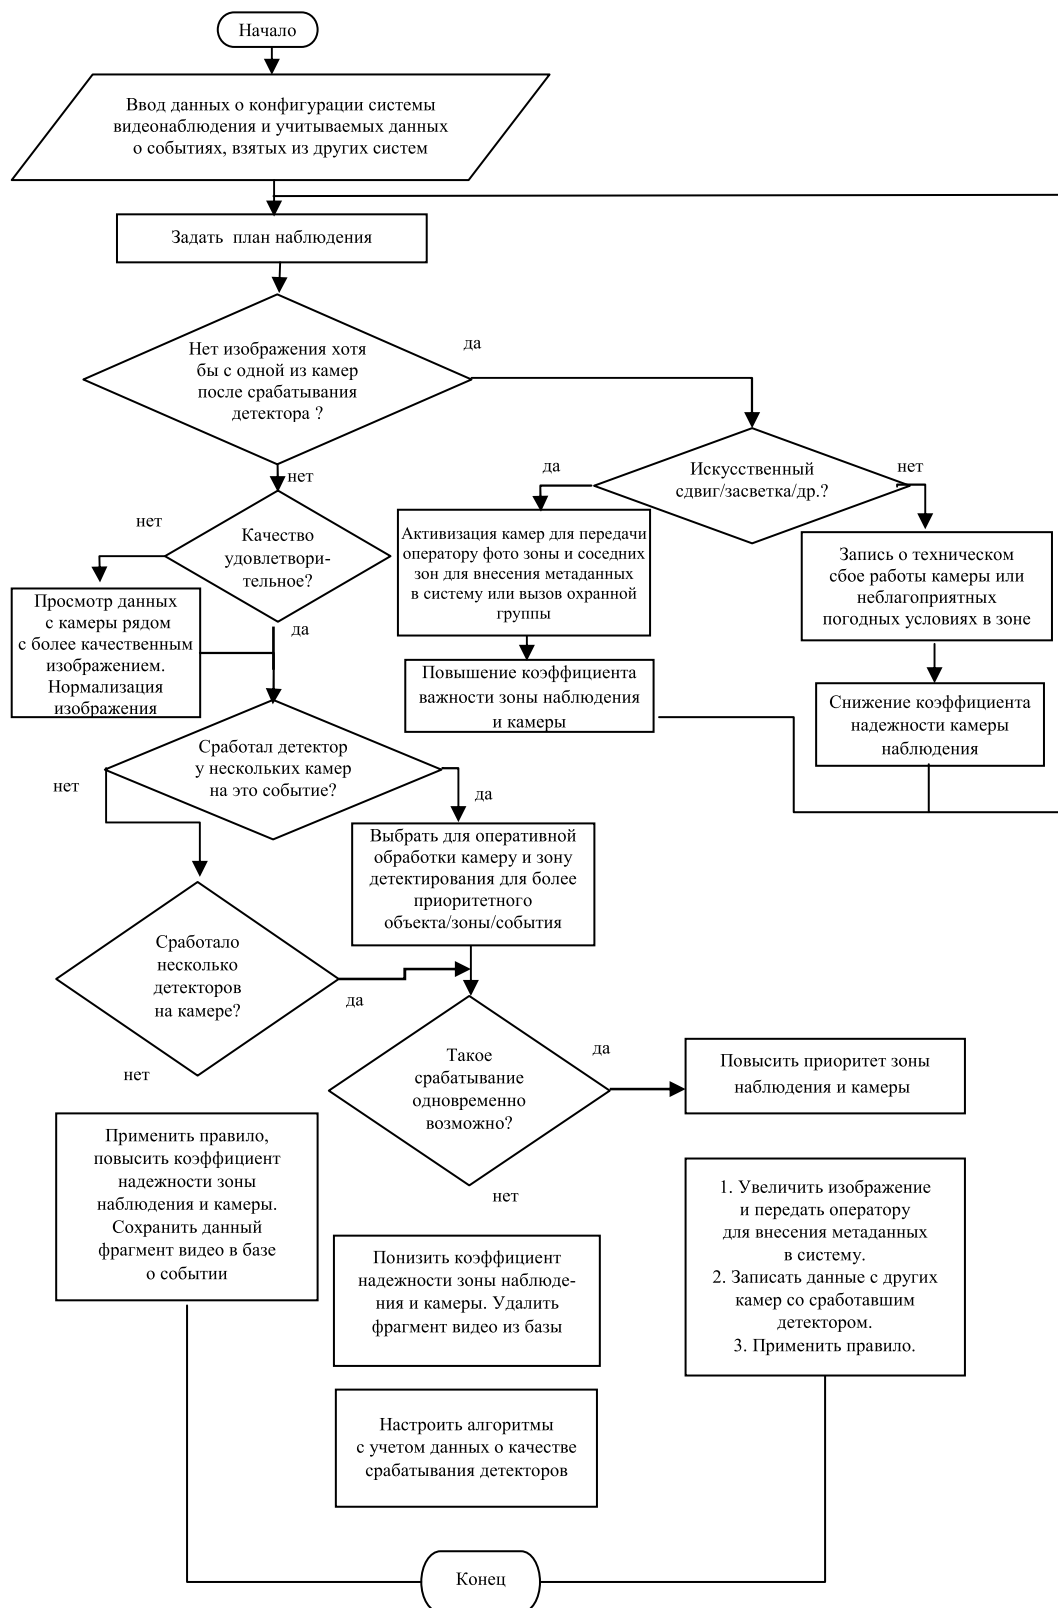 Начало
Ввод данных о конфигурации системы
видеонаблюдения и учитываемых данных
о событиях, взятых из других систем
Задать план наблюдения
Нет изображения хотя
бы с одной из камер
после срабатывания
детектора ?
да
нет
Искусственный
сдвиг/засветка/др.?
да
нет
Качество
удовлетвори-
тельное?
нет
да
Активизация камер для передачи
оператору фото зоны и соседних
зон для внесения метаданных
в систему или вызов охранной
группы
Запись о техническом
сбое работы камеры или
неблагоприятных
погодных условиях в зоне
Просмотр данных
с камеры рядом
с более качественным
изображением.
Нормализация
изображения
Повышение коэффициента
важности зоны наблюдения
и камеры
Снижение коэффициента
надежности камеры
наблюдения
Сработал детектор
у нескольких камер
на это событие?
нет
да
Выбрать для оперативной
обработки камеру и зону
детектирования для более
приоритетного
объекта/зоны/события
Сработало
несколько
детекторов
на камере?
да
нет
Такое
срабатывание
одновременно
возможно?
да
нет
Повысить приоритет зоны
наблюдения и камеры
Применить правило,
повысить коэффициент
надежности зоны
наблюдения и камеры.
Сохранить данный
фрагмент видео в базе
о событии
Понизить коэффициент
надежности зоны наблюде-
ния и камеры. Удалить
фрагмент видео из базы
1. Увеличить изображение
и передать оператору
для внесения метаданных
в систему.
2. Записать данные с других
камер со сработавшим
детектором.
3. Применить правило.
Настроить алгоритмы
с учетом данных о качестве
срабатывания детекторов
Конец